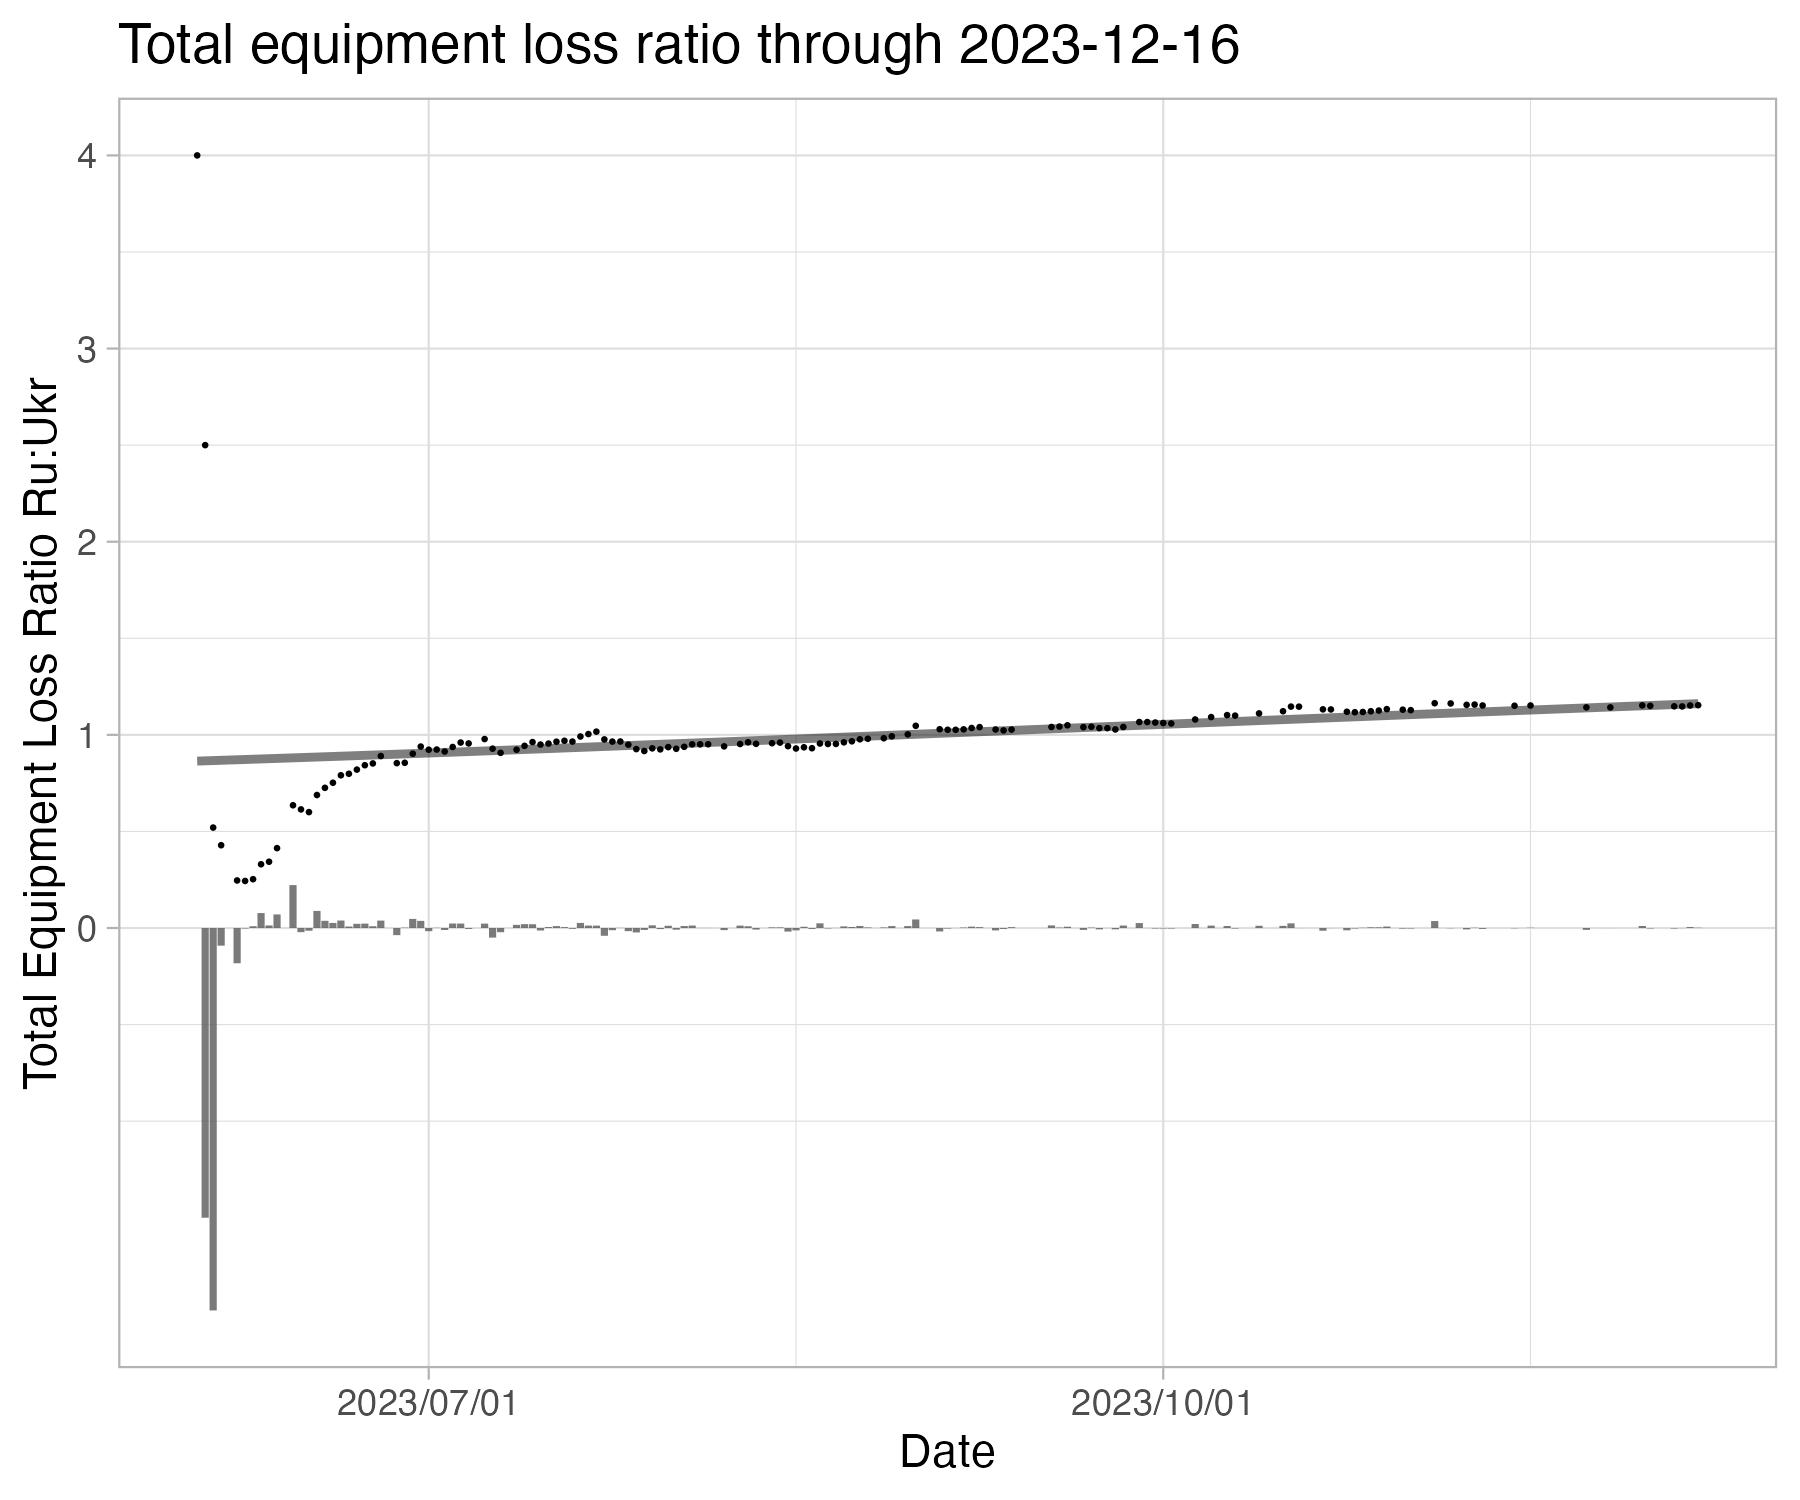 Total equipment loss ratio through 2023-12-16
Total Equipment Loss Ratio Ru:Ukr
4
3
2
1
0
2023/07/01
2023/10/01
Date